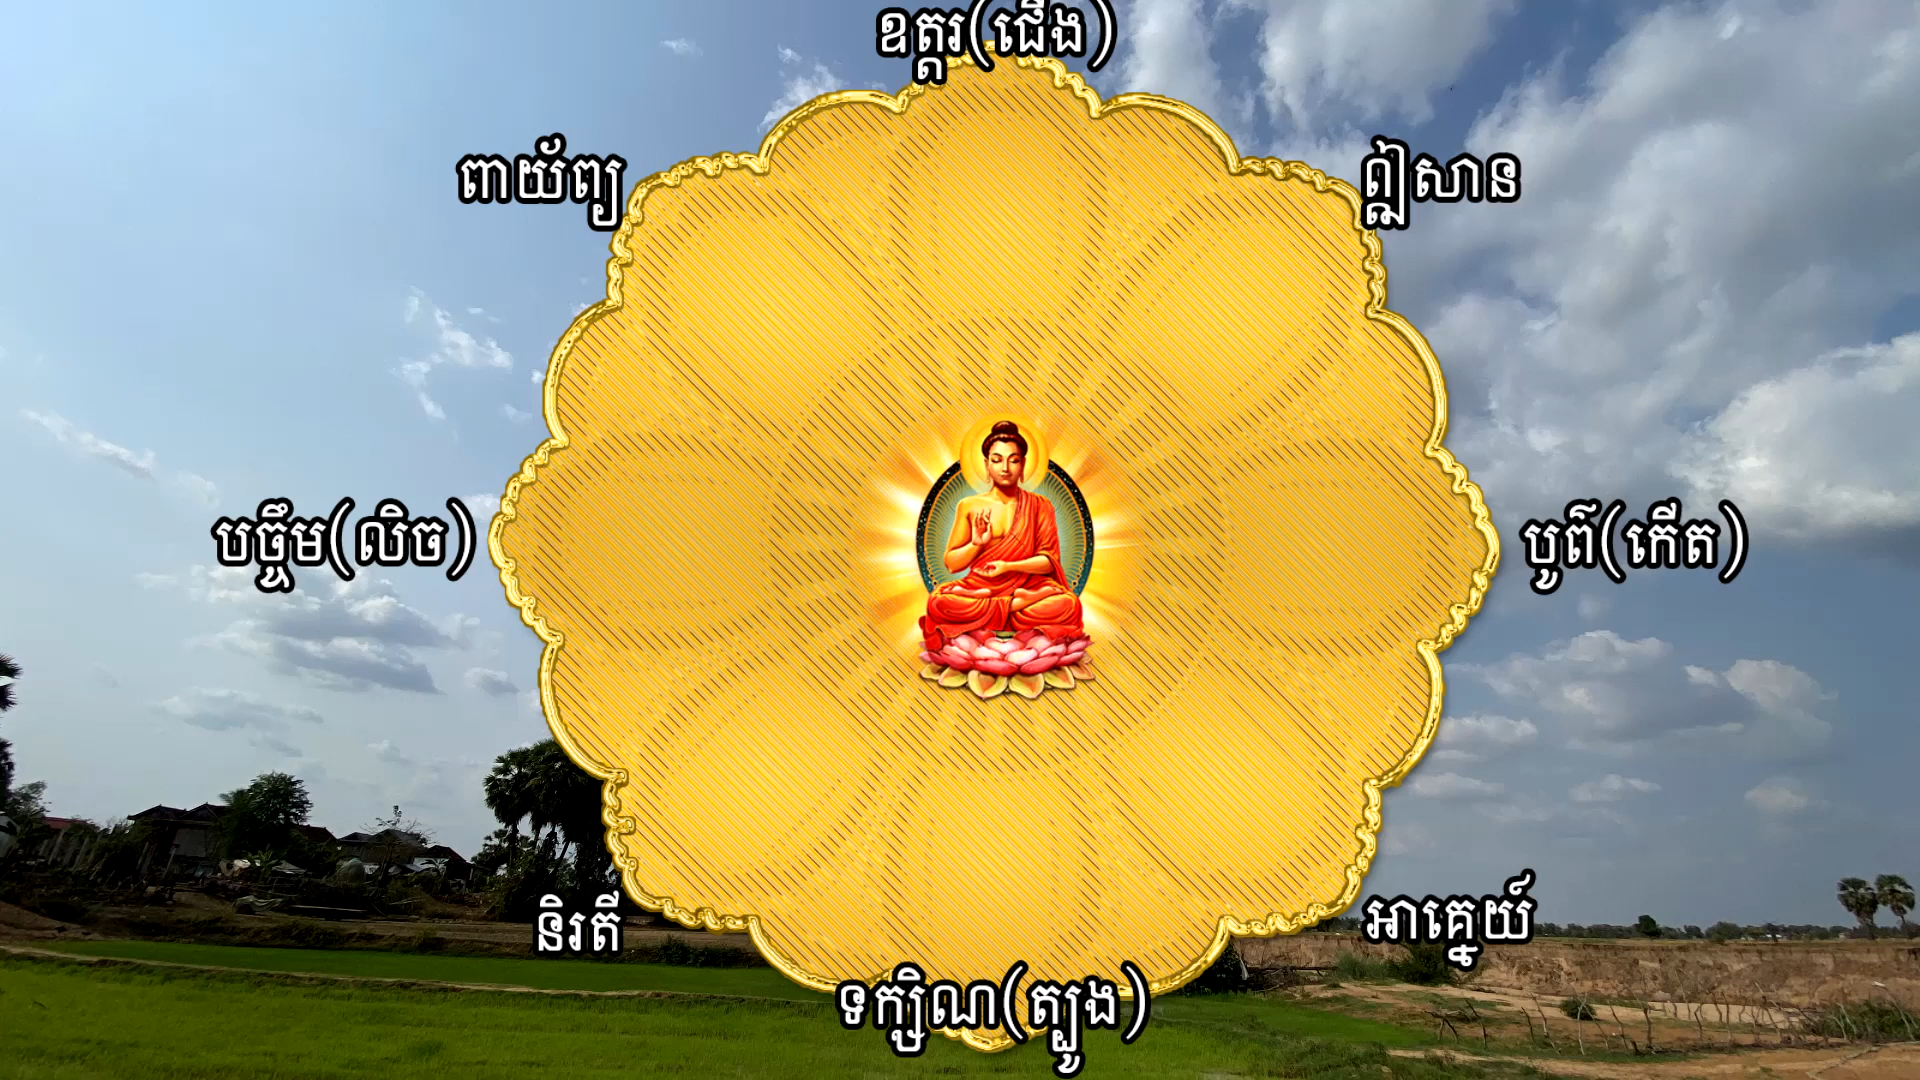 ឧត្តរ(ជើង)
ពាយ័ព្យ
ឦសាន
បច្ចឹម(លិច)
បូព៌(កើត)
និរតី
អាគ្នេយ៍
ទក្សិណ(ត្បូង)